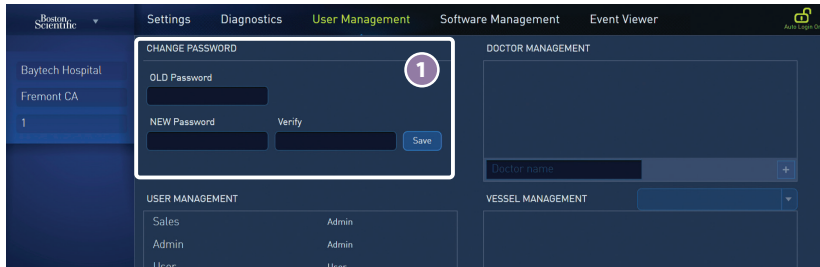 Boston
Scientific
Settings Diagnostics User Management Software Management Event Viewer
Auto Login On
Baytech Hospital
Fremont CA
1
CHANGE PASSWORD
1
OLD Password
NEW Password Verify
Save
DOCTOR MANAGEMENT
Doctor name
+
USER MANAGEMENT
Sales Admin
Admin Admin
User User
VESSEL MANAGEMENT